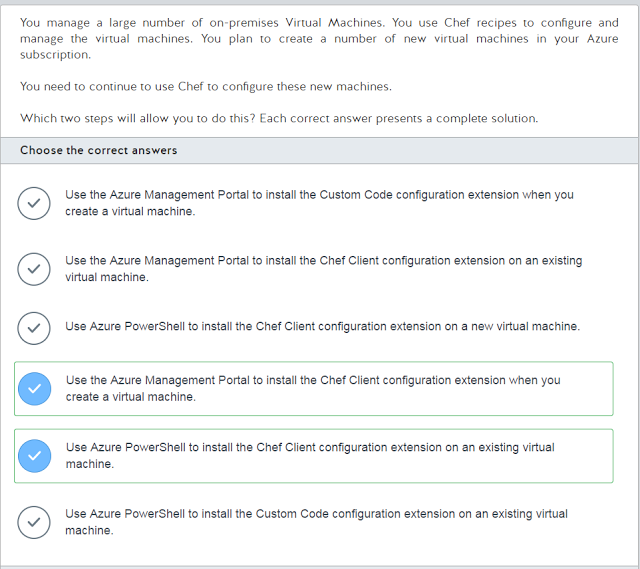 You manage a large number of on-premises Virtual Machines. You use Chef recipes to configure and
manage the virtual machines. You plan to create a number of new virtual machines in your Azure
subscription.
You need to continue to use Chef to configure these new machines.
Which two steps will allow you to do this? Each correct answer presents a complete solution.
Choose the correct answers
Use the Azure Management Portal to install the Custom Code configuration extension when you
create a virtual machine.
Use the Azure Management Portal to install the Chef Client configuration extension on an existing
virtual machine.
Use Azure PowerShell to install the Chef Client configuration extension on a new virtual machine.
Use the Azure Management Portal to install the Chef Client configuration extension when you
create a virtual machine.
Use Azure PowerShell to install the Chef Client configuration extension on an existing virtual
machine.
Use Azure PowerShell to install the Custom Code configuration extension on an existing virtual
machine.